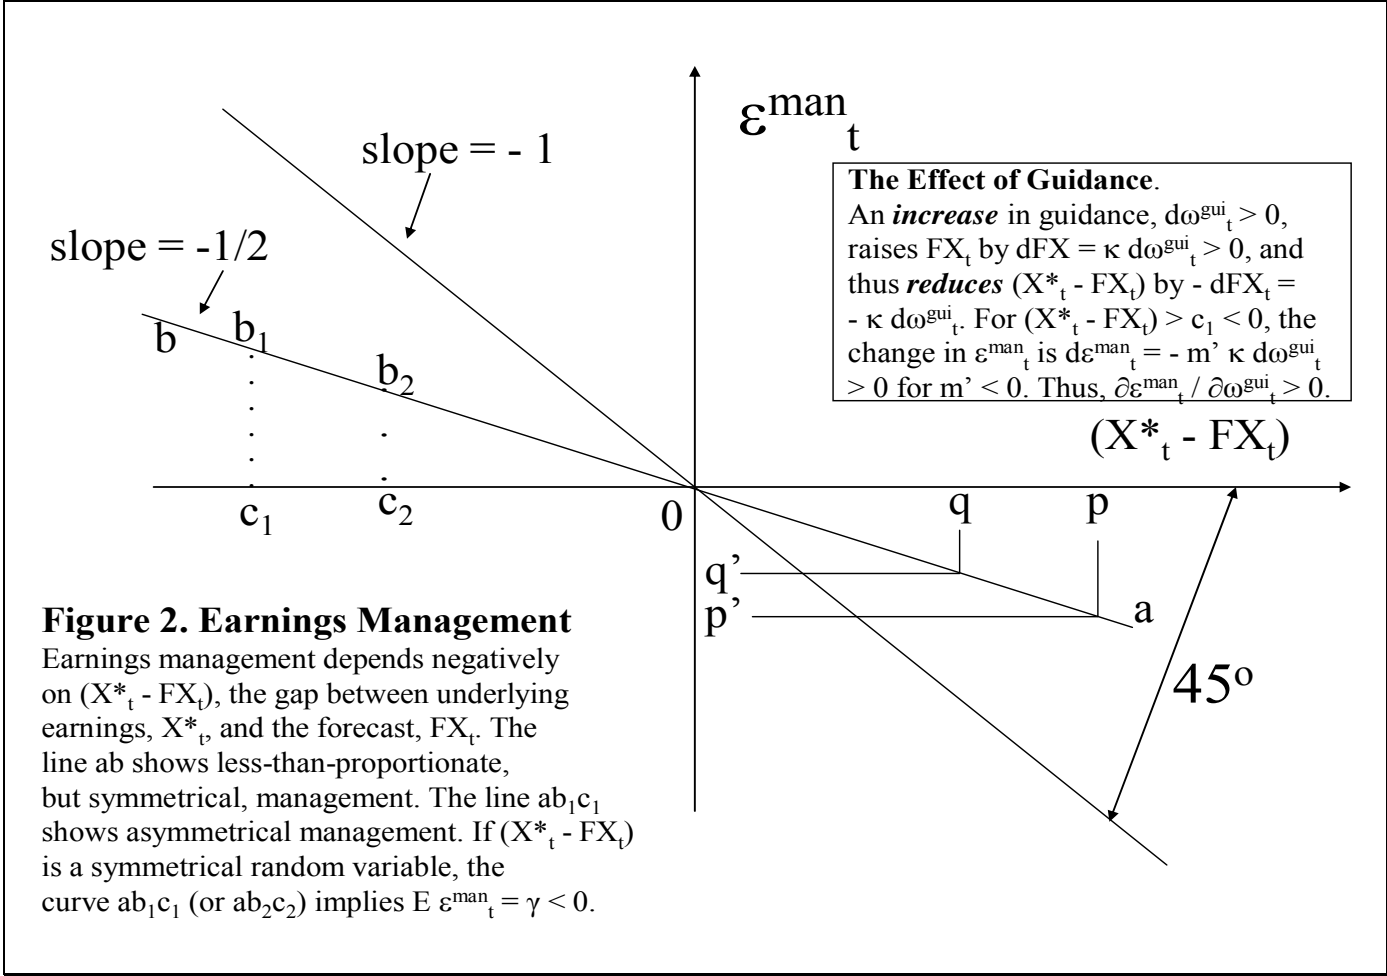 ε^man_t
slope = - 1
slope = -1/2
The Effect of Guidance.
An increase in guidance, dω^gui_t > 0,
raises FX_t by dFX = κ dω^gui_t > 0, and
thus reduces (X*_t - FX_t) by - dFX_t =
- κ dω^gui_t. For (X*_t - FX_t) > c_1 < 0, the
change in ε^man_t is dε^man_t = - m’ κ dω^gui_t
> 0 for m’ < 0. Thus, ∂ε^man_t / ∂ω^gui_t > 0.
b
b_1
b_2
(X*_t - FX_t)
c_1
c_2
0
q
p
q’
p’
a
45°
Figure 2. Earnings Management
Earnings management depends negatively
on (X*_t - FX_t), the gap between underlying
earnings, X*_t, and the forecast, FX_t. The
line ab shows less-than-proportionate,
but symmetrical, management. The line ab_1c_1
shows asymmetrical management. If (X*_t - FX_t)
is a symmetrical random variable, the
curve ab_1c_1 (or ab_2c_2) implies E ε^man_t = γ < 0.